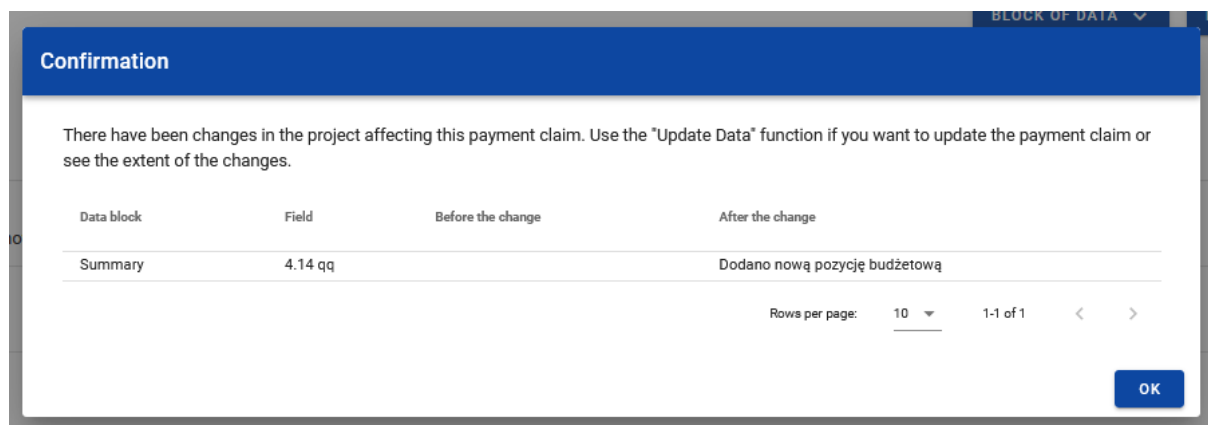 BLOCK OF DATA
Confirmation
There have been changes in the project affecting this payment claim. Use the "Update Data" function if you want to update the payment claim or
see the extent of the changes.
Data block Field Before the change After the change
Summary 4.14 qq Dodano nową pozycję budżetową
Rows per page: 10 1-1 of 1
OK